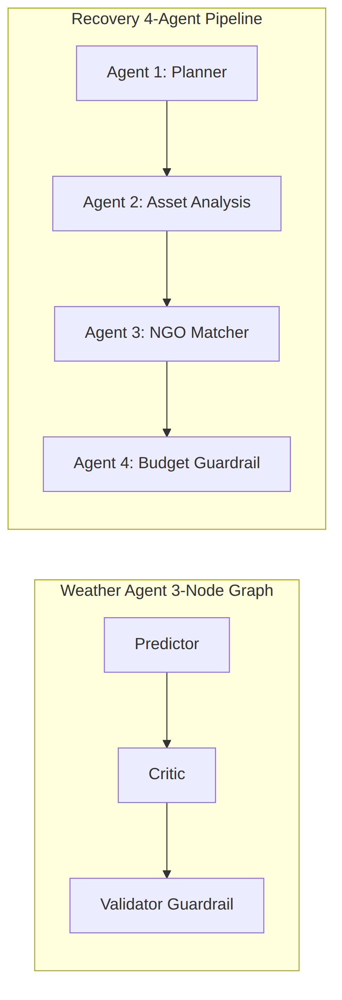 Recovery 4-Agent Pipeline
Agent 1: Planner
Agent 2: Asset Analysis
Agent 3: NGO Matcher
Agent 4: Budget Guardrail
Weather Agent 3-Node Graph
Predictor
Critic
Validator Guardrail